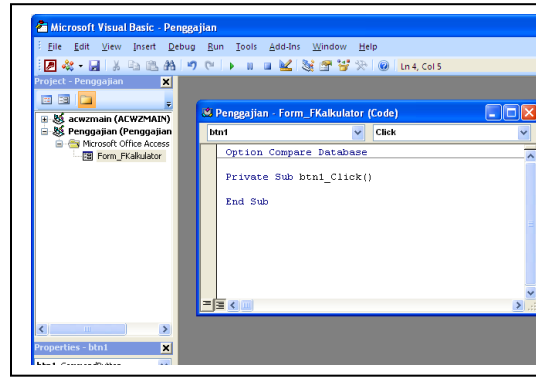 Microsoft Visual Basic - Penggajian
File Edit View Insert Debug Run Tools Add-Ins Window Help
Ln 4, Col 5
Project - Penggajian
acwzmain (ACWZMAIN)
Penggajian (Penggajian
Microsoft Office Access
Form_FKalkulator
Penggajian - Form_FKalkulator (Code)
btn1 Click
Option Compare Database
Private Sub btn1_Click()
End Sub
Properties - btn1
btn1 CommandButton